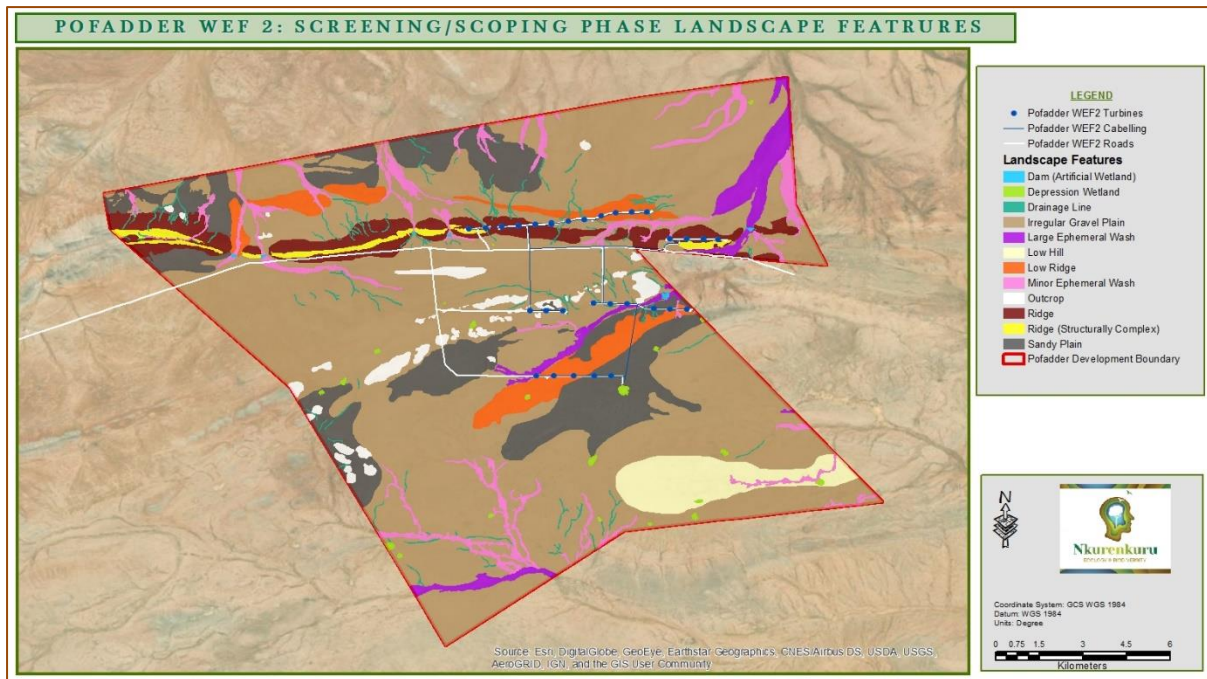 POFADDER WEF 2: SCREENING/SCOPING PHASE LANDSCAPE FEATRURES
LEGEND
Pofadder WEF2 Turbines
Pofadder WEF2 Cabelling
Pofadder WEF2 Roads
Landscape Features
Dam (Artificial Wetland)
Depression Wetland
Drainage Line
Irregular Gravel Plain
Large Ephemeral Wash
Low Hill
Low Ridge
Minor Ephemeral Wash
Outcrop
Ridge
Ridge (Structurally Complex)
Sandy Plain
Pofadder Development Boundary
N
Nkurenkuru
Coordinate System: GCS WGS 1984
Datum: WGS 1984
Units: Degree
0 0.75 1.5 3 4.5 6
Kilometers
Source: Esri, DigitalGlobe, GeoEye, Earthstar Geographics, CNES/Airbus DS, USDA, USGS,
AeroGRID, IGN, and the GIS User Community